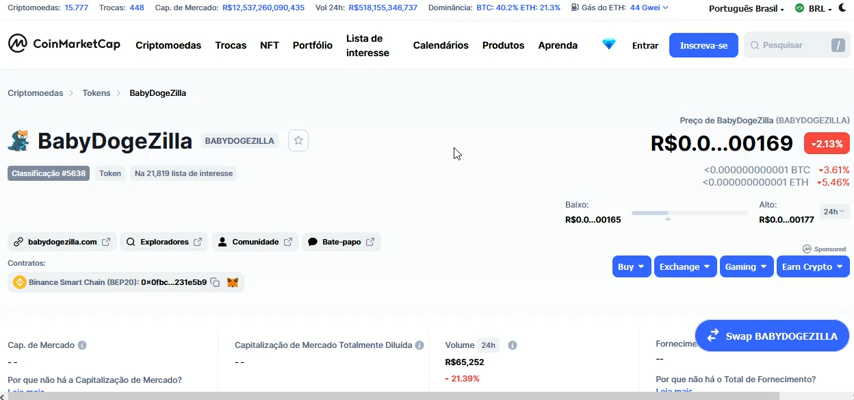 Criptomoedas: 15.777 Trocas: 448 Cap. de Mercado: R$12,537,260,090,435 Vol 24h: R$518,155,346,737 Dominância: BTC: 40.2% ETH: 21.3% Gás do ETH: 44 Gwei Português Brasil BRL
CoinMarketCap Criptomoedas Trocas NFT Portfólio Lista de interesse Calendários Produtos Aprenda Entrar Inscreva-se Pesquisar /
Criptomoedas > Tokens > BabyDogeZilla
Preço de BabyDogeZilla (BABYDOGEZILLA)
BabyDogeZilla BABYDOGEZILLA
R$0.0...00169 -2.13%
Classificação #5638 Token Na 21,819 lista de interesse
<0.000000000001 BTC 3.61%
<0.000000000001 ETH 5.46%
Baixo: Alto:
R$0.0...00165 R$0.0...00177 24h
babydogezilla.com Exploradores Comunidade Bate-papo
Sponsored
Contratos:
Buy Exchange Gaming Earn Crypto
Binance Smart Chain (BEP20): 0x0fbc...231e5b9
Swap BABYDOGEZILLA
Cap. de Mercado Capitalização de Mercado Totalmente Diluída Volume 24h
-- -- R$65,252 --
- 21.39%
Por que não há a Capitalização de Mercado? Por que não há o Total de Fornecimento?
Leia mais Leia mais